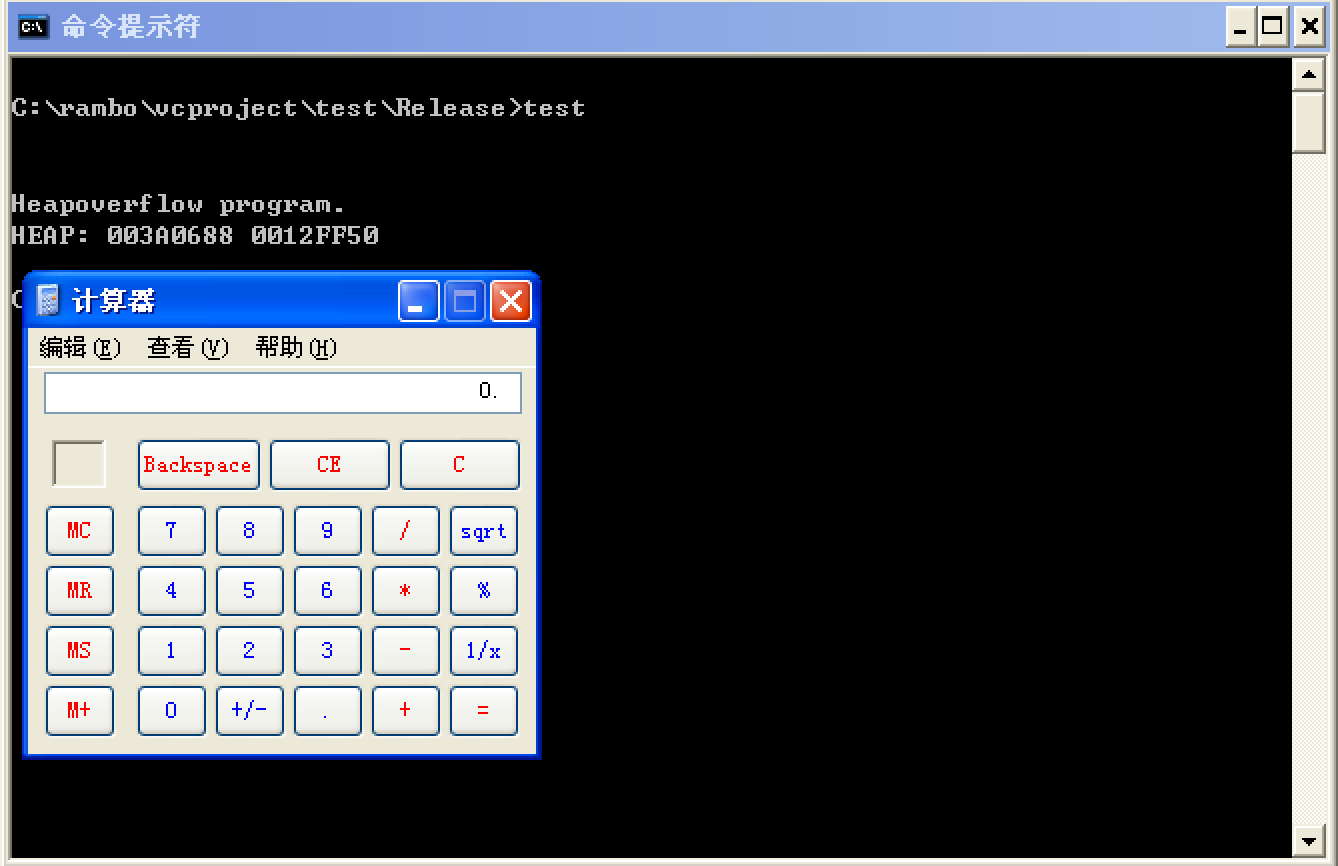 命令提示符
C:\rambo\vcproject\test\Release>test
Heapoverflow program.
HEAP: 003A0688 0012FF50
C
计算器
编辑(E) 查看(V) 帮助(H)
0.
Backspace CE C
MC 7 8 9 / sqrt
MR 4 5 6 * %
MS 1 2 3 - 1/x
M+ 0 +/- . + =